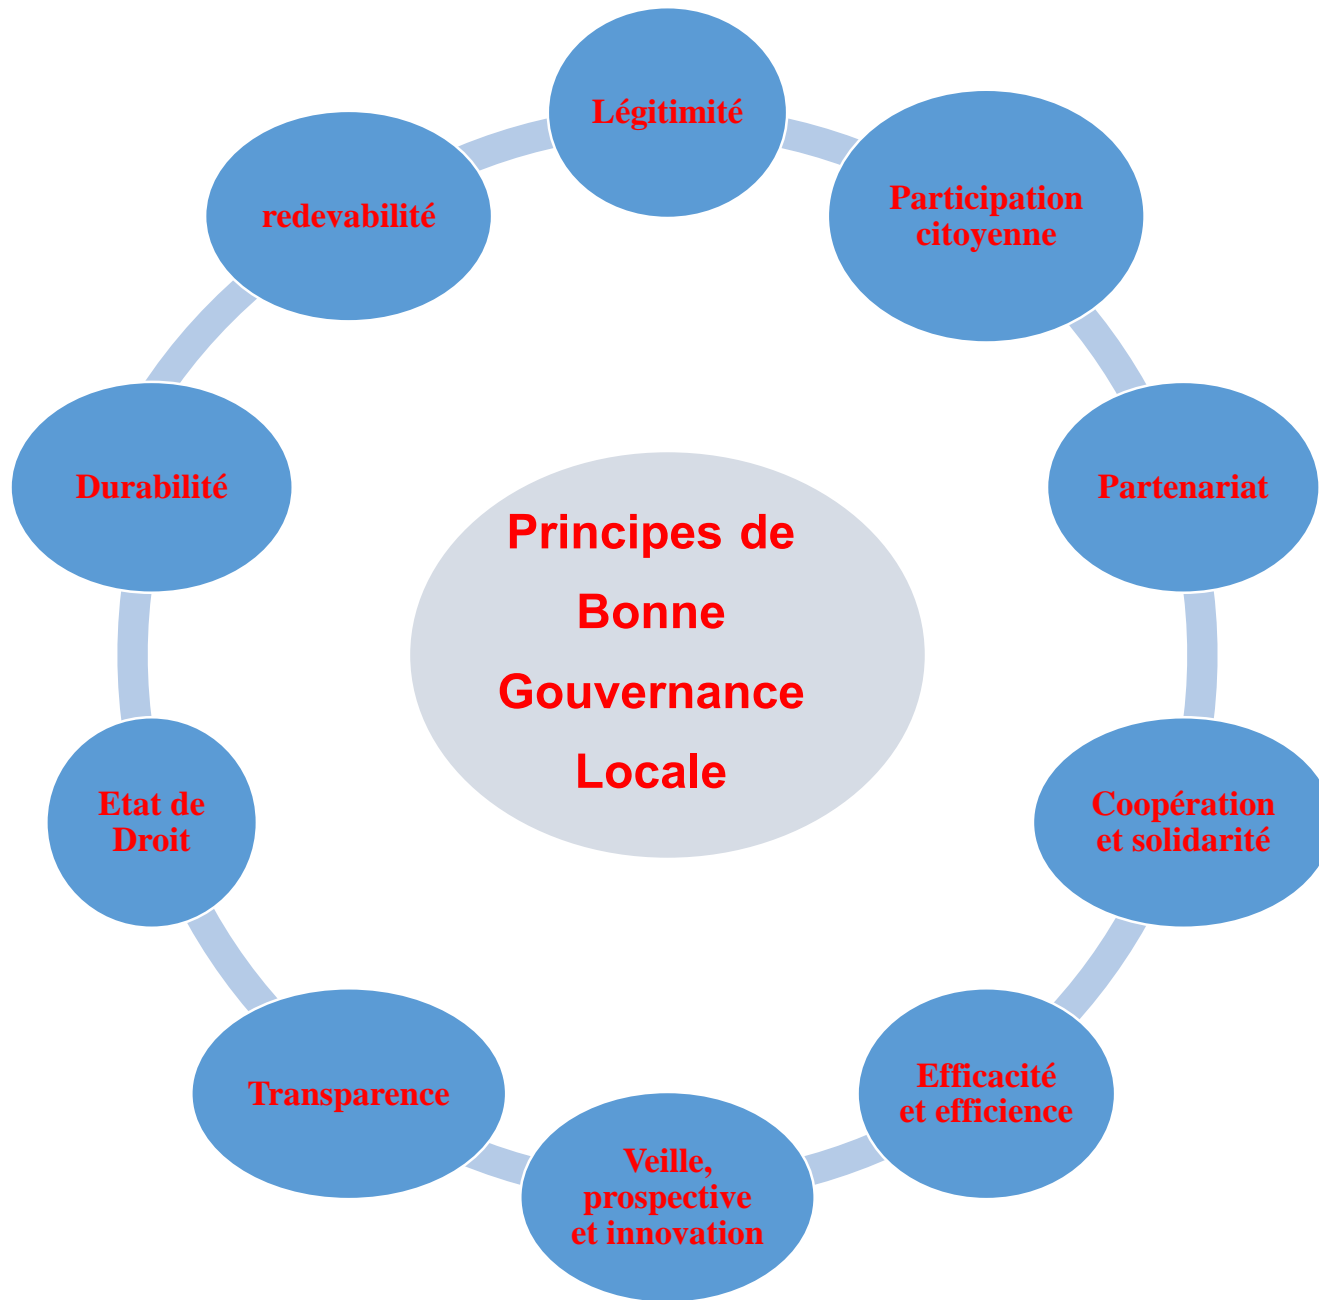 Légitimité
Participation
citoyenne
Partenariat
Coopération
et solidarité
Efficacité
et efficience
Veille,
prospective
et innovation
Transparence
Etat de
Droit
Durabilité
redevabilité
Principes de
Bonne
Gouvernance
Locale